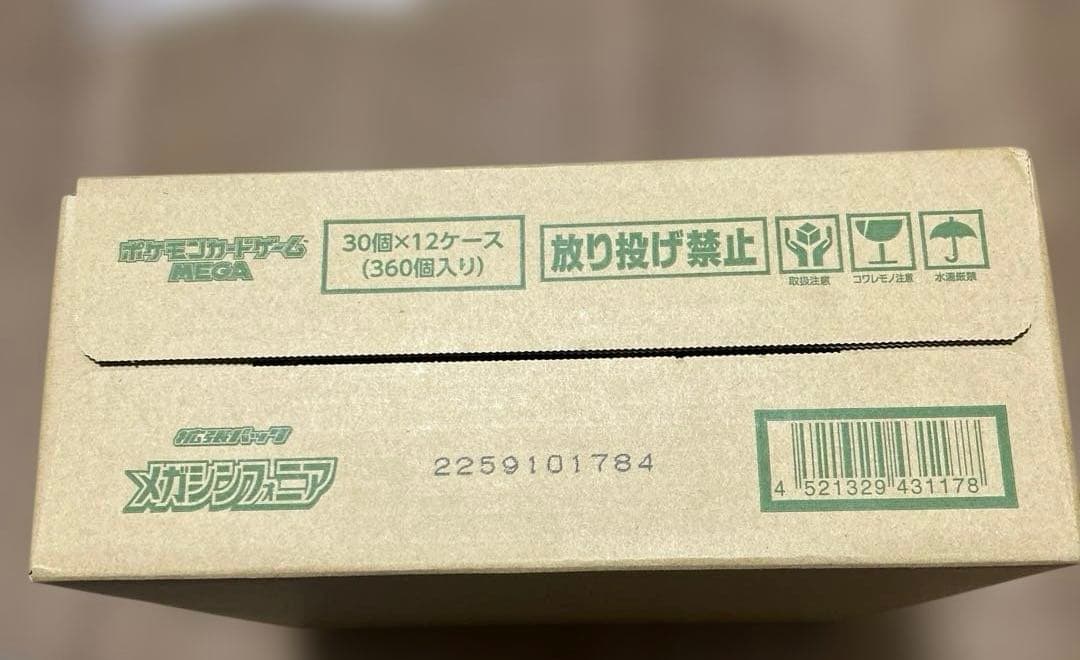 ポケモンカードゲーム
MEGA
30個×12ケース
(360個入り)
放り投げ禁止
取扱注意
コワレモノ注意
水濡厳禁
拡張パック
メガシンフォニア
2259101784
4 521329 431178